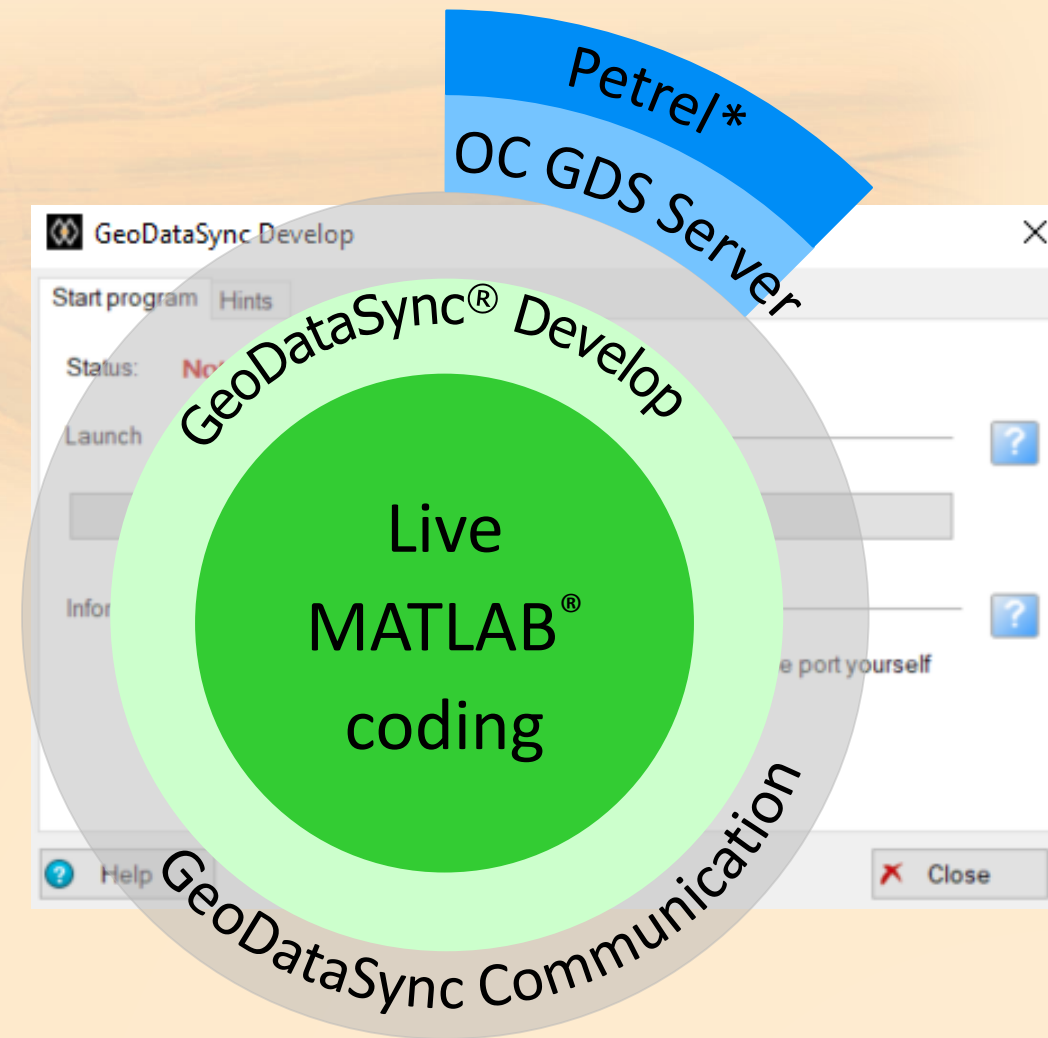 Petrel*
OC GDS Server
GeoDataSync Develop
Start program Hints
GeoDataSync® Develop
Status:
Launch
Live
MATLAB®
coding
port yourself
Help
Close
GeoDataSync Communication